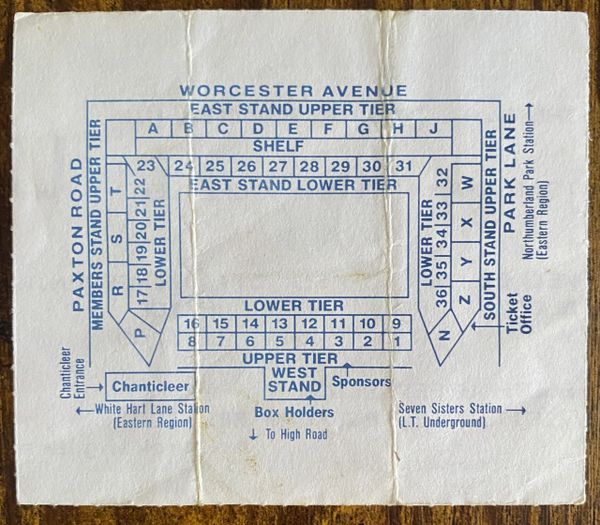 WORCESTER AVENUE
EAST STAND UPPER TIER
A B C D E F G H J
SHELF
23 24 25 26 27 28 29 30 31 32
EAST STAND LOWER TIER
PAXTON ROAD
MEMBERS STAND UPPER TIER
T
S
R
P
22
21
20
19
18
17
LOWER TIER
LOWER TIER
33
34
35
36
W
X
Y
Z
N
SOUTH STAND UPPER TIER
PARK LANE
Northumberland Park Station→
(Eastern Region)
Ticket
Office
LOWER TIER
16 15 14 13 12 11 10 9
8 7 6 5 4 3 2 1
UPPER TIER
WEST
STAND
Sponsors
Chanticleer
Entrance
Chanticleer
Box Holders
←White Hart Lane Station
(Eastern Region)
↓ To High Road
Seven Sisters Station →
(L.T. Underground)